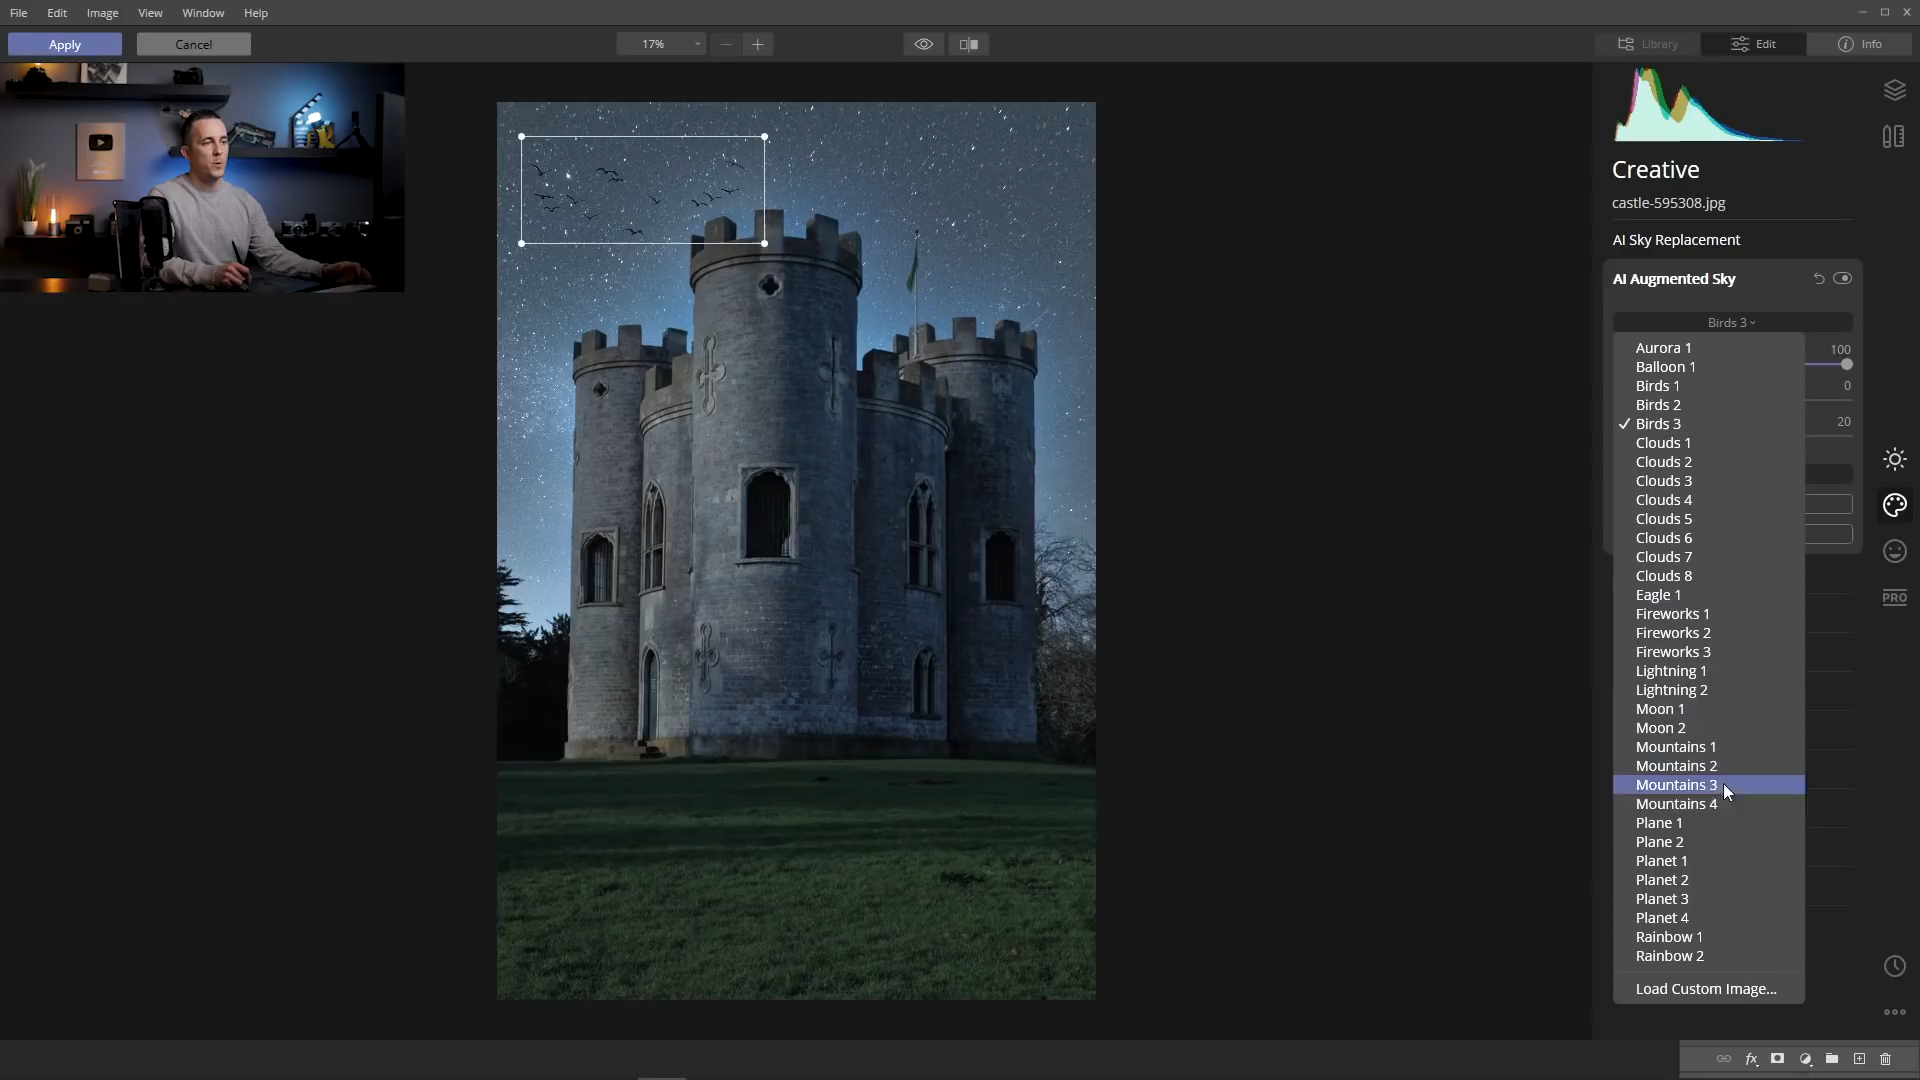 File Edit Image View Window Help
Apply Cancel 17% Library Edit Info
Creative
castle-595308.jpg
AI Sky Replacement
AI Augmented Sky
Birds 3
100
0
20
Aurora 1
Balloon 1
Birds 1
Birds 2
Birds 3
Clouds 1
Clouds 2
Clouds 3
Clouds 4
Clouds 5
Clouds 6
Clouds 7
Clouds 8
Eagle 1
Fireworks 1
Fireworks 2
Fireworks 3
Lightning 1
Lightning 2
Moon 1
Moon 2
Mountains 1
Mountains 2
Mountains 3
Mountains 4
Plane 1
Plane 2
Planet 1
Planet 2
Planet 3
Planet 4
Rainbow 1
Rainbow 2
Load Custom Image...
PRO
fx